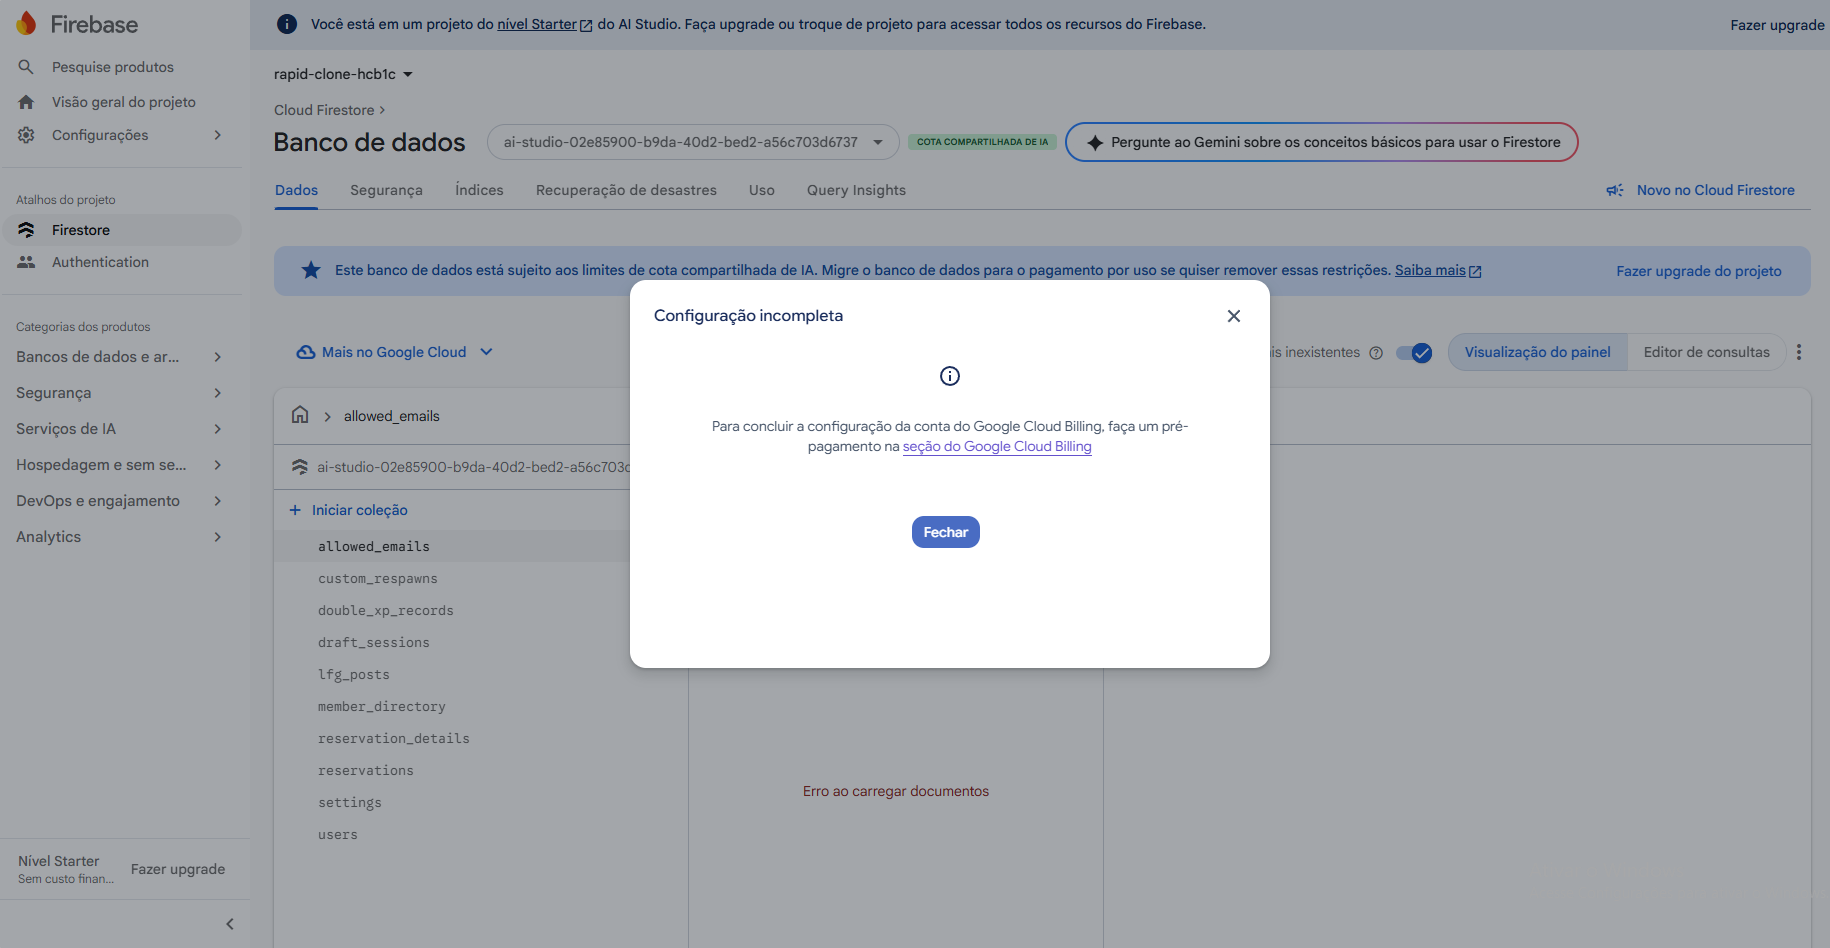 Firebase
Você está em um projeto do nível Starter do AI Studio. Faça upgrade ou troque de projeto para acessar todos os recursos do Firebase.
Fazer upgrade
Pesquise produtos
Visão geral do projeto
Configurações
Atalhos do projeto
Firestore
Authentication
Categorias dos produtos
Bancos de dados e ar...
Segurança
Serviços de IA
Hospedagem e sem se...
DevOps e engajamento
Analytics
Nível Starter
Sem custo finan...
Fazer upgrade
rapid-clone-hcb1c
Cloud Firestore
Banco de dados
ai-studio-02e85900-b9da-40d2-bed2-a56c703d6737
COTA COMPARTILHADA DE IA
Pergunte ao Gemini sobre os conceitos básicos para usar o Firestore
Dados Segurança Índices Recuperação de desastres Uso Query Insights
Novo no Cloud Firestore
Este banco de dados está sujeito aos limites de cota compartilhada de IA. Migre o banco de dados para o pagamento por uso se quiser remover essas restrições. Saiba mais
Fazer upgrade do projeto
Mais no Google Cloud
is inexistentes
Visualização do painel
Editor de consultas
allowed_emails
ai-studio-02e85900-b9da-40d2-bed2-a56c703d
Iniciar coleção
allowed_emails
custom_respawns
double_xp_records
draft_sessions
lfg_posts
member_directory
reservation_details
reservations
settings
users
Erro ao carregar documentos
Configuração incompleta
Para concluir a configuração da conta do Google Cloud Billing, faça um pré-
pagamento na seção do Google Cloud Billing
Fechar